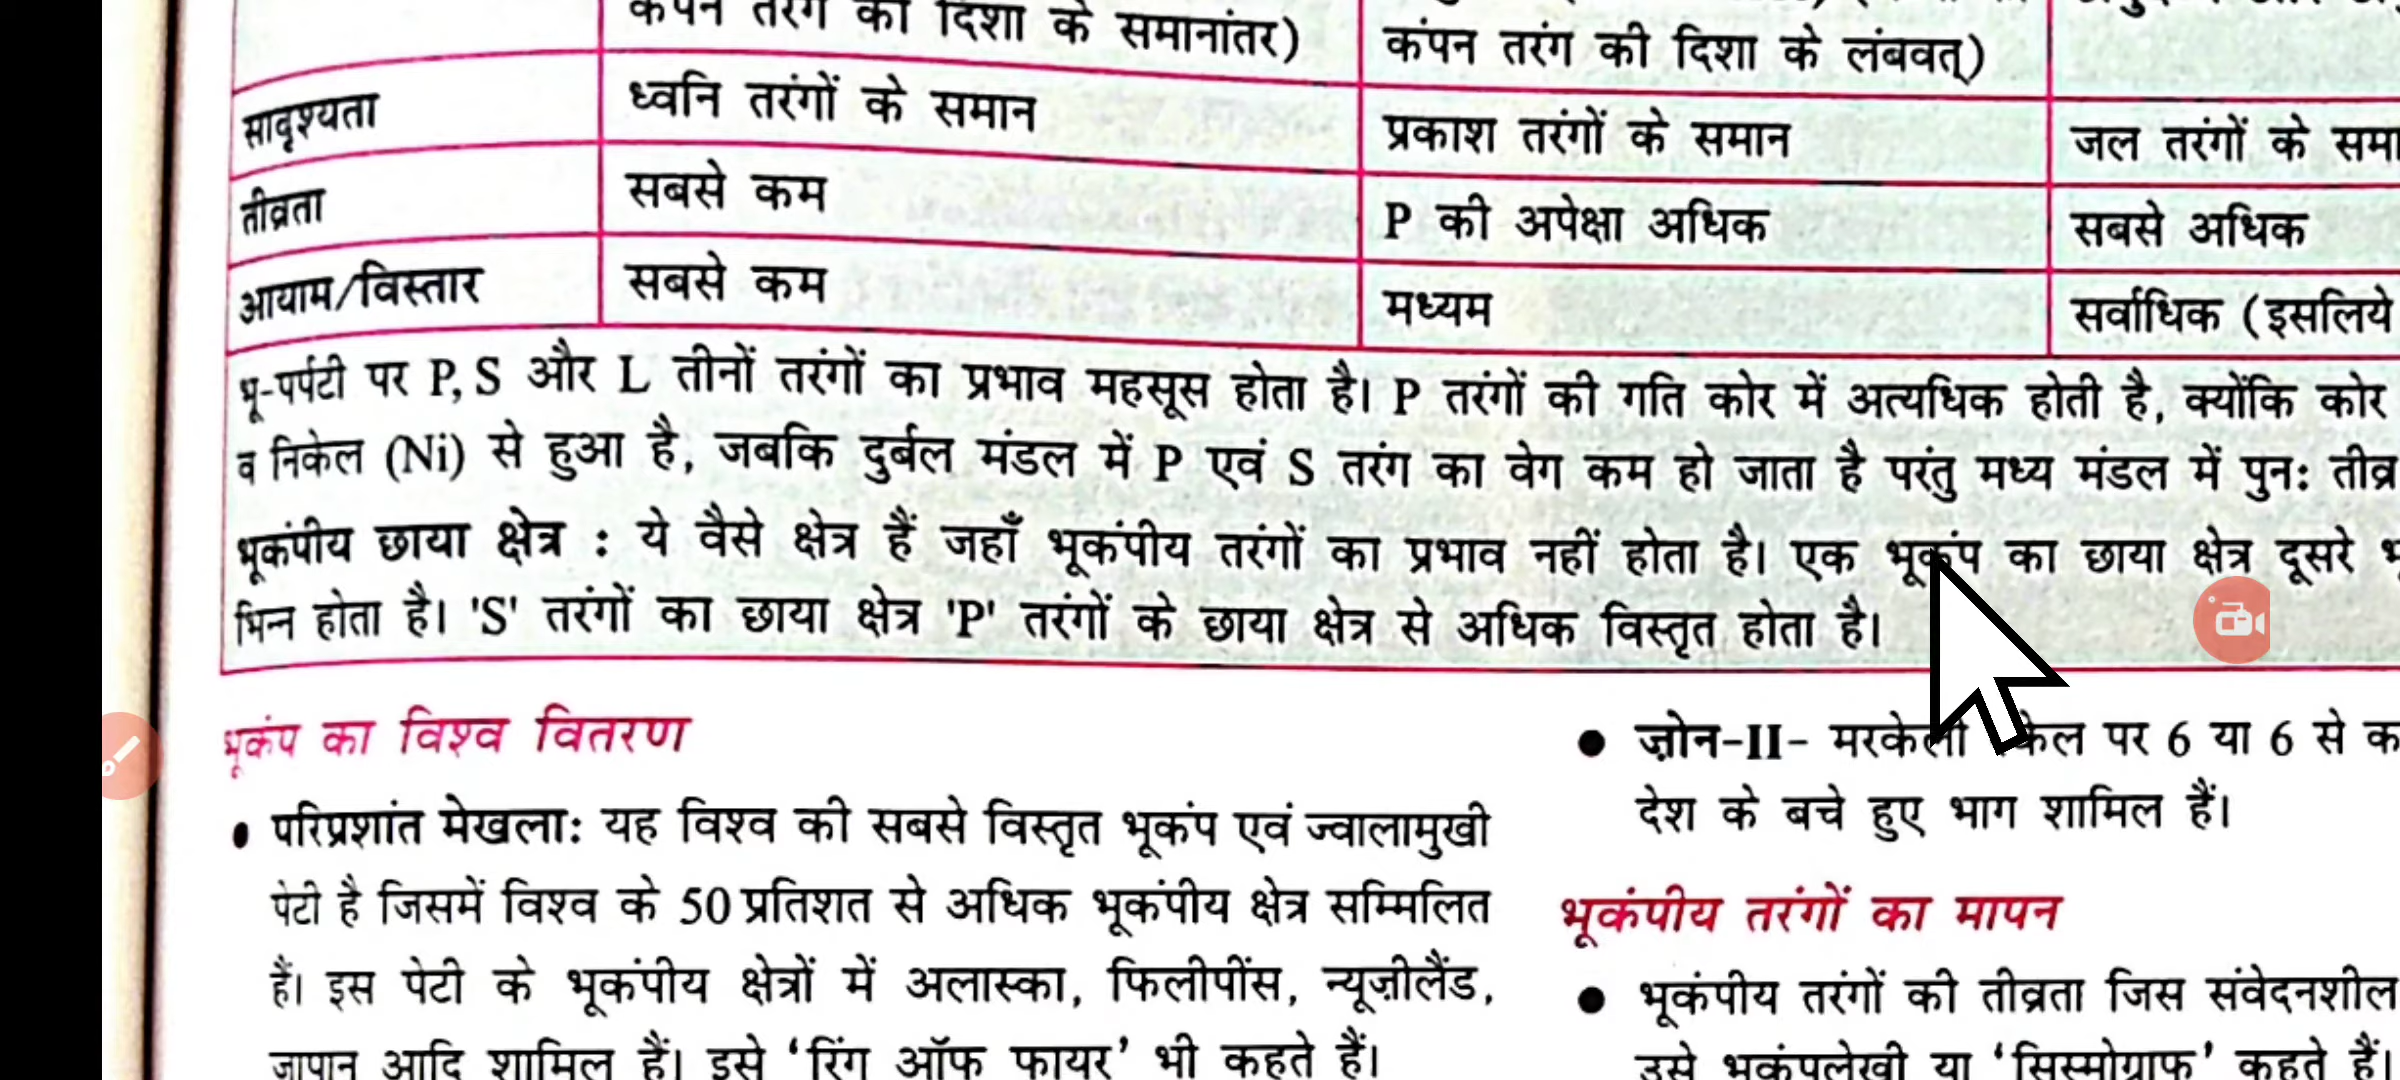 कंपन तरंग की दिशा के समानांतर)
कंपन तरंग की दिशा के लंबवत्)
सादृश्यता ध्वनि तरंगों के समान प्रकाश तरंगों के समान जल तरंगों के
तीव्रता सबसे कम P की अपेक्षा अधिक सबसे अधिक
आयाम/विस्तार सबसे कम मध्यम सर्वाधिक (इसलिये
भू-पर्पटी पर P, S और L तीनों तरंगों का प्रभाव महसूस होता है। P तरंगों की गति कोर में अत्यधिक होती है, क्योंकि कोर
व निकेल (Ni) से हुआ है, जबकि दुर्बल मंडल में P एवं S तरंग का वेग कम हो जाता है परंतु मध्य मंडल में पुनः तीव्र
भूकंपीय छाया क्षेत्र : ये वैसे क्षेत्र हैं जहाँ भूकंपीय तरंगों का प्रभाव नहीं होता है। एक भूकंप का छाया क्षेत्र दूसरे
भिन्न होता है। 'S' तरंगों का छाया क्षेत्र 'P' तरंगों के छाया क्षेत्र से अधिक विस्तृत होता है।
भूकंप का विश्व वितरण
• परिप्रशांत मेखला: यह विश्व की सबसे विस्तृत भूकंप एवं ज्वालामुखी
पेटी है जिसमें विश्व के 50 प्रतिशत से अधिक भूकंपीय क्षेत्र सम्मिलित
हैं। इस पेटी के भूकंपीय क्षेत्रों में अलास्का, फिलीपींस, न्यूज़ीलैंड,
जापान आदि शामिल हैं। इसे ‘रिंग ऑफ फायर’ भी कहते हैं।
• ज़ोन-II- मरकेली पर 6 या 6 से
देश के बचे हुए भाग शामिल हैं।
भूकंपीय तरंगों का मापन
• भूकंपीय तरंगों की तीव्रता जिस संवेदनशील
उसे भूकंपलेखी या ‘सिस्मोग्राफ’ कहते हैं।